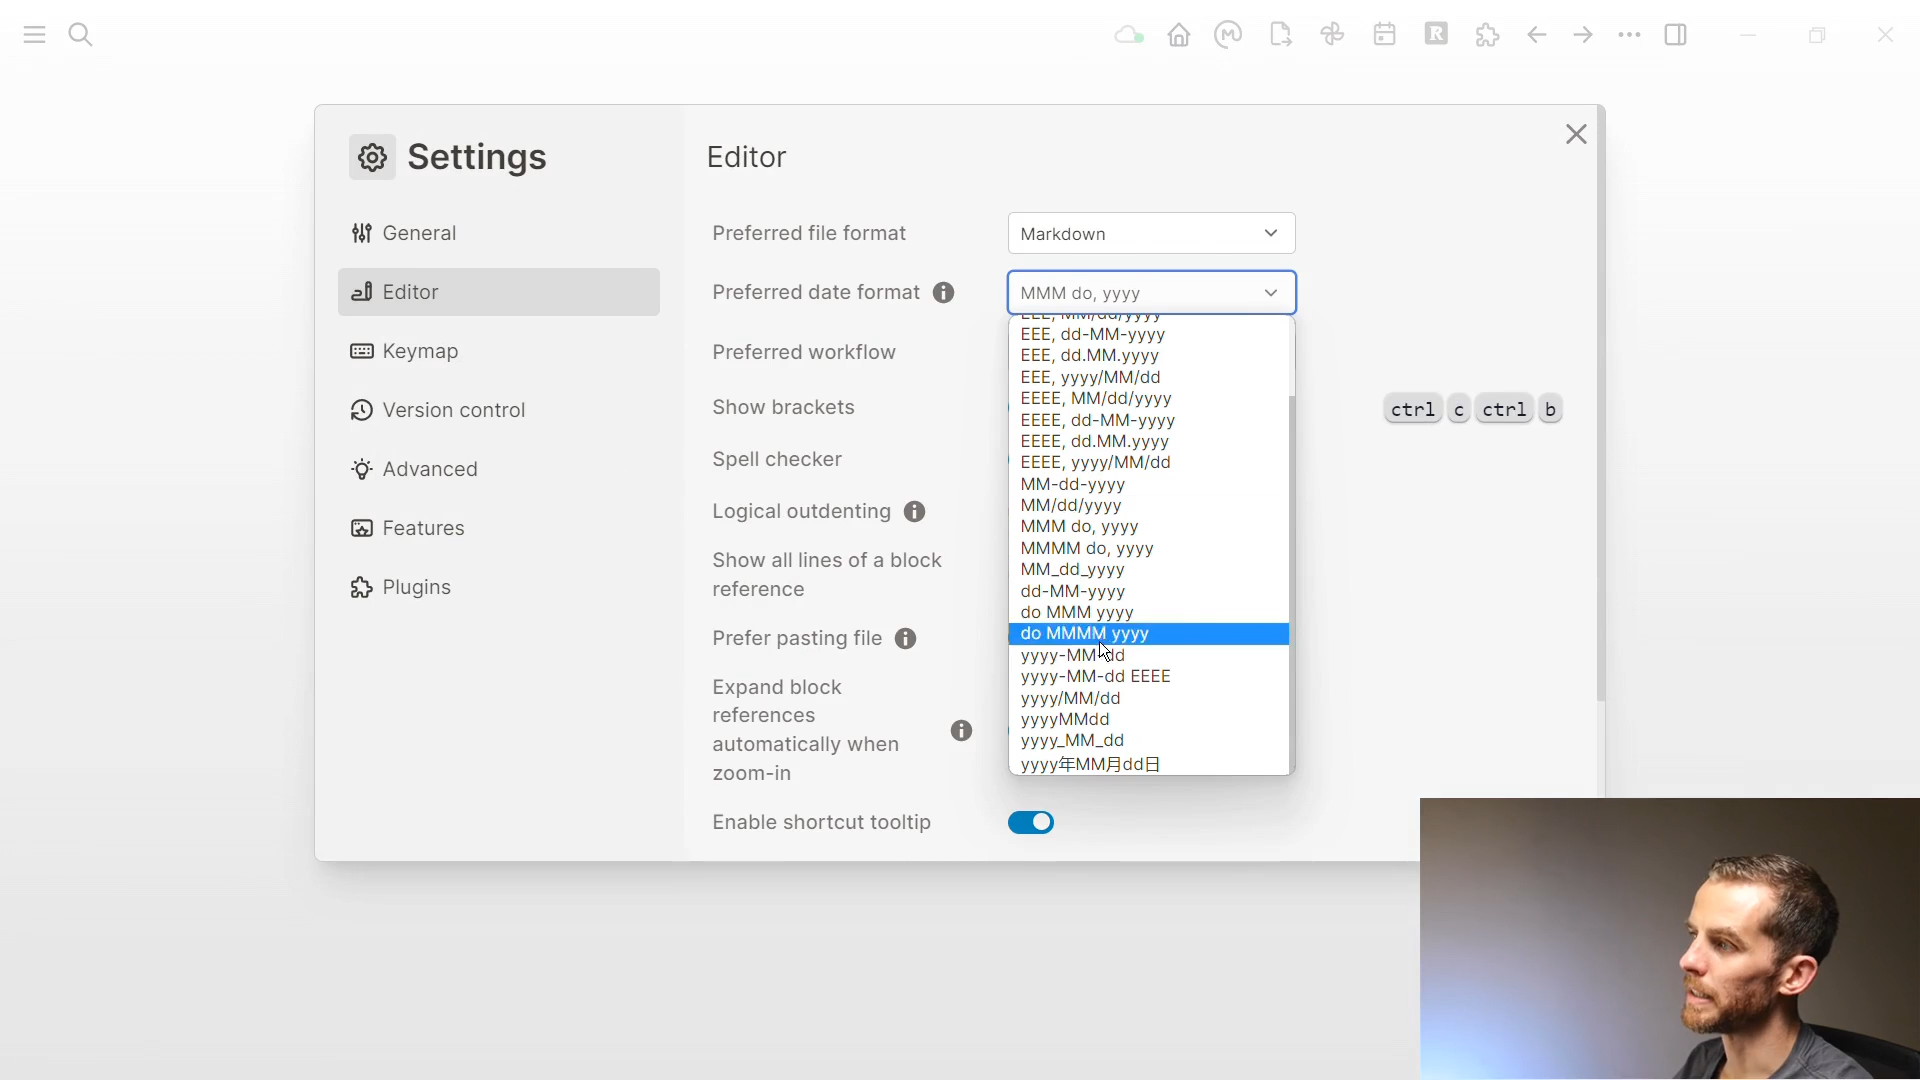 R
Settings
General
Editor
Keymap
Version control
Advanced
Features
Plugins
Editor
Preferred file format
Markdown
Preferred date format
MMM do, yyyy
EEE, MM/dd/yyyy
EEE, dd-MM-yyyy
EEE, dd.MM.yyyy
EEE, yyyy/MM/dd
EEEE, MM/dd/yyyy
EEEE, dd-MM-yyyy
EEEE, dd.MM.yyyy
EEEE, yyyy/MM/dd
MM-dd-yyyy
MM/dd/yyyy
MMM do, yyyy
MMMM do, yyyy
MM_dd_yyyy
dd-MM-yyyy
do MMM yyyy
do MMMM yyyy
yyyy-MM-dd
yyyy-MM-dd EEEE
yyyy/MM/dd
yyyyMMdd
yyyy_MM_dd
yyyy年MM月dd日
Preferred workflow
Show brackets
ctrl c ctrl b
Spell checker
Logical outdenting
Show all lines of a block
reference
Prefer pasting file
Expand block
references
automatically when
zoom-in
Enable shortcut tooltip